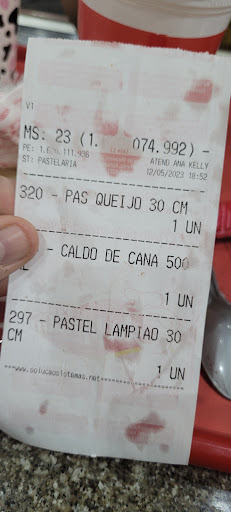 V1
MS: 23 (1. 074.992) -
PE: 1.6 .111.936 ATEND ANA KELLY
ST: PASTELARIA 12/05/2023 18:52
320 - PAS QUEIJO 30 CM
1 UN
- CALDO DE CANA 500
L
1 UN
297 - PASTEL LAMPIAO 30
CM
1 UN
www.solucaosistemas.net